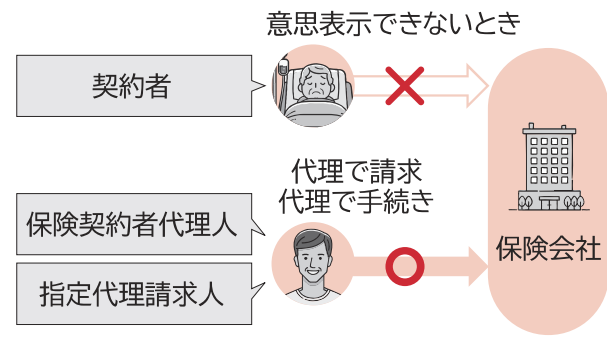 意思表示できないとき
契約者
代理で請求
代理で手続き
保険契約者代理人
指定代理請求人
保険会社